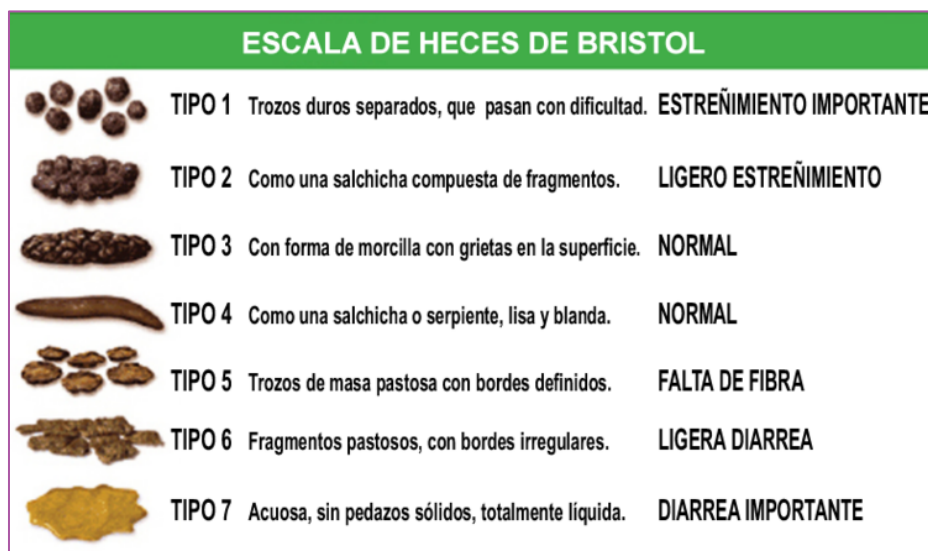 ESCALA DE HECES DE BRISTOL
TIPO 1 Trozos duros separados, que pasan con dificultad. ESTREÑIMIENTO IMPORTANTE
TIPO 2 Como una salchicha compuesta de fragmentos. LIGERO ESTREÑIMIENTO
TIPO 3 Con forma de morcilla con grietas en la superficie. NORMAL
TIPO 4 Como una salchicha o serpiente, lisa y blanda. NORMAL
TIPO 5 Trozos de masa pastosa con bordes definidos. FALTA DE FIBRA
TIPO 6 Fragmentos pastosos, con bordes irregulares. LIGERA DIARREA
TIPO 7 Acuosa, sin pedazos sólidos, totalmente líquida. DIARREA IMPORTANTE